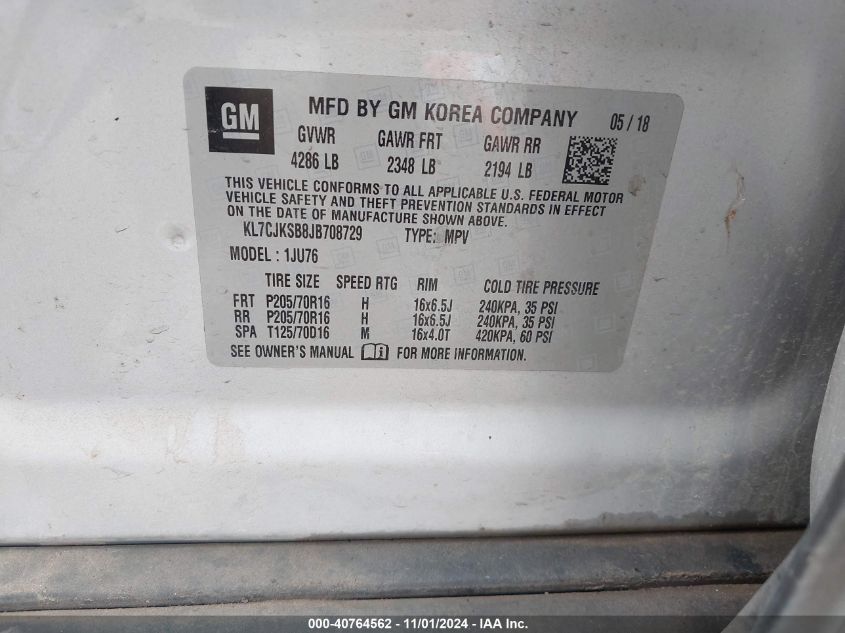 GM
MFD BY GM KOREA COMPANY 05 / 18
GVWR GAWR FRT GAWR RR
4286 LB 2348 LB 2194 LB
THIS VEHICLE CONFORMS TO ALL APPLICABLE U.S. FEDERAL MOTOR
VEHICLE SAFETY AND THEFT PREVENTION STANDARDS IN EFFECT
ON THE DATE OF MANUFACTURE SHOWN ABOVE.
KL7CJKSB8JB708729 TYPE: MPV
MODEL : 1JU76
TIRE SIZE SPEED RTG RIM COLD TIRE PRESSURE
FRT P205/70R16 H 16x6.5J 240KPA, 35 PSI
RR P205/70R16 H 16x6.5J 240KPA, 35 PSI
SPA T125/70D16 M 16x4.0T 420KPA, 60 PSI
SEE OWNER'S MANUAL FOR MORE INFORMATION.
000-40764562 - 11/01/2024 - IAA Inc.